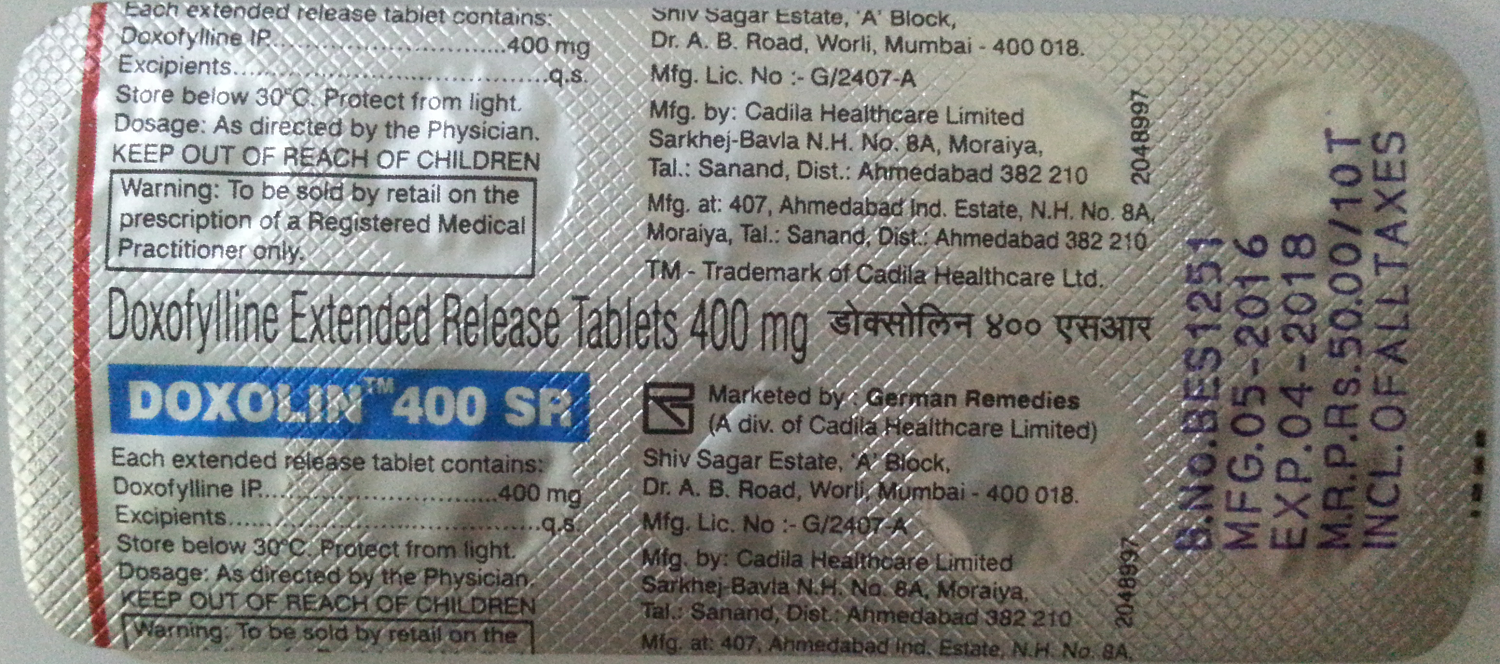 Each extended release tablet contains:
Doxofylline IP..............................400 mg
Excipients........................................q.s.
Store below 30°C. Protect from light.
Dosage: As directed by the Physician.
KEEP OUT OF REACH OF CHILDREN
Warning: To be sold by retail on the
prescription of a Registered Medical
Practitioner only.
Shiv Sagar Estate, 'A' Block,
Dr. A. B. Road, Worli, Mumbai - 400 018.
Mfg. Lic. No :- G/2407-A
Mfg. by: Cadila Healthcare Limited
Sarkhej-Bavla N.H. No. 8A, Moraiya,
Tal.: Sanand, Dist.: Ahmedabad 382 210
Mfg. at: 407, Ahmedabad Ind. Estate, N.H. No. 8A,
Moraiya, Tal.: Sanand, Dist.: Ahmedabad 382 210
TM - Trademark of Cadila Healthcare Ltd.
2048997
Doxofylline Extended Release Tablets 400 mg डोक्सोलिन ४०० एसआर
DOXOLIN™ 400 SR
Each extended release tablet contains:
Doxofylline IP..............................400 mg
Excipients........................................q.s.
Store below 30°C. Protect from light.
Dosage: As directed by the Physician.
KEEP OUT OF REACH OF CHILDREN
Warning: To be sold by retail on the
Marketed by : German Remedies
(A div. of Cadila Healthcare Limited)
Shiv Sagar Estate, 'A' Block,
Dr. A. B. Road, Worli, Mumbai - 400 018.
Mfg. Lic. No :- G/2407-A
Mfg. by: Cadila Healthcare Limited
Sarkhej-Bavla N.H. No. 8A, Moraiya,
Tal.: Sanand, Dist.: Ahmedabad 382 210
Mfg. at: 407, Ahmedabad Ind. Estate, N.H. No. 8A,
2048997
B.No.BES1251
MFG.05-2016
EXP.04-2018
M.R.P.Rs.50.00/10T
INCL.OFALLTAXES